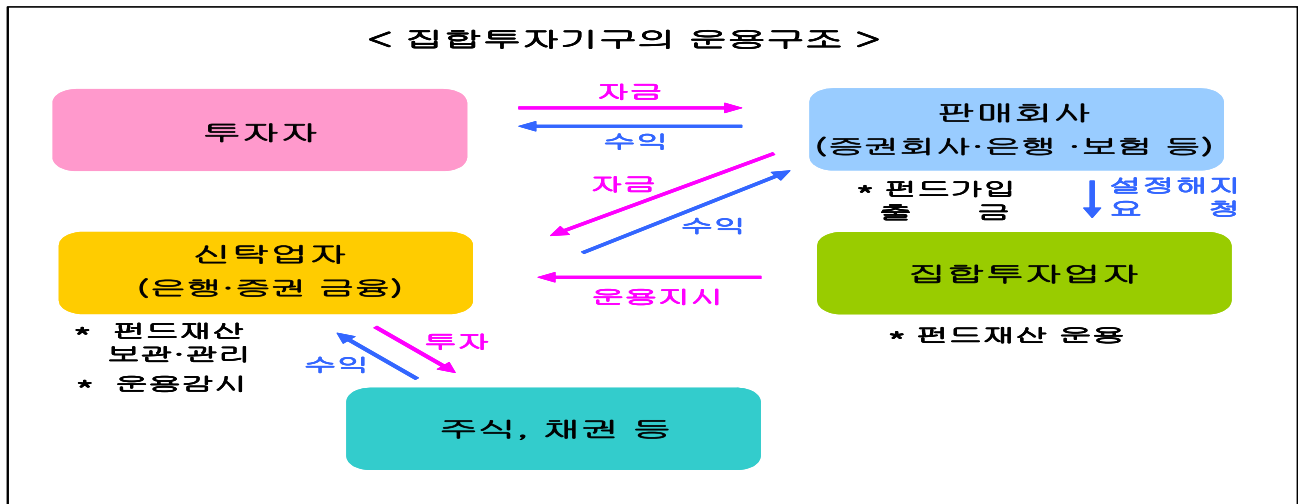 < 집합투자기구의 운용구조 >
투자자
자금
수익
판매회사
(증권회사·은행 ·보험 등)
* 펀드가입
출 금
설정해지
요 청
자금
수익
신탁업자
(은행·증권 금융)
운용지시
집합투자업자
* 펀드재산
보관·관리
* 운용감시
* 펀드재산 운용
투자
수익
주식, 채권 등